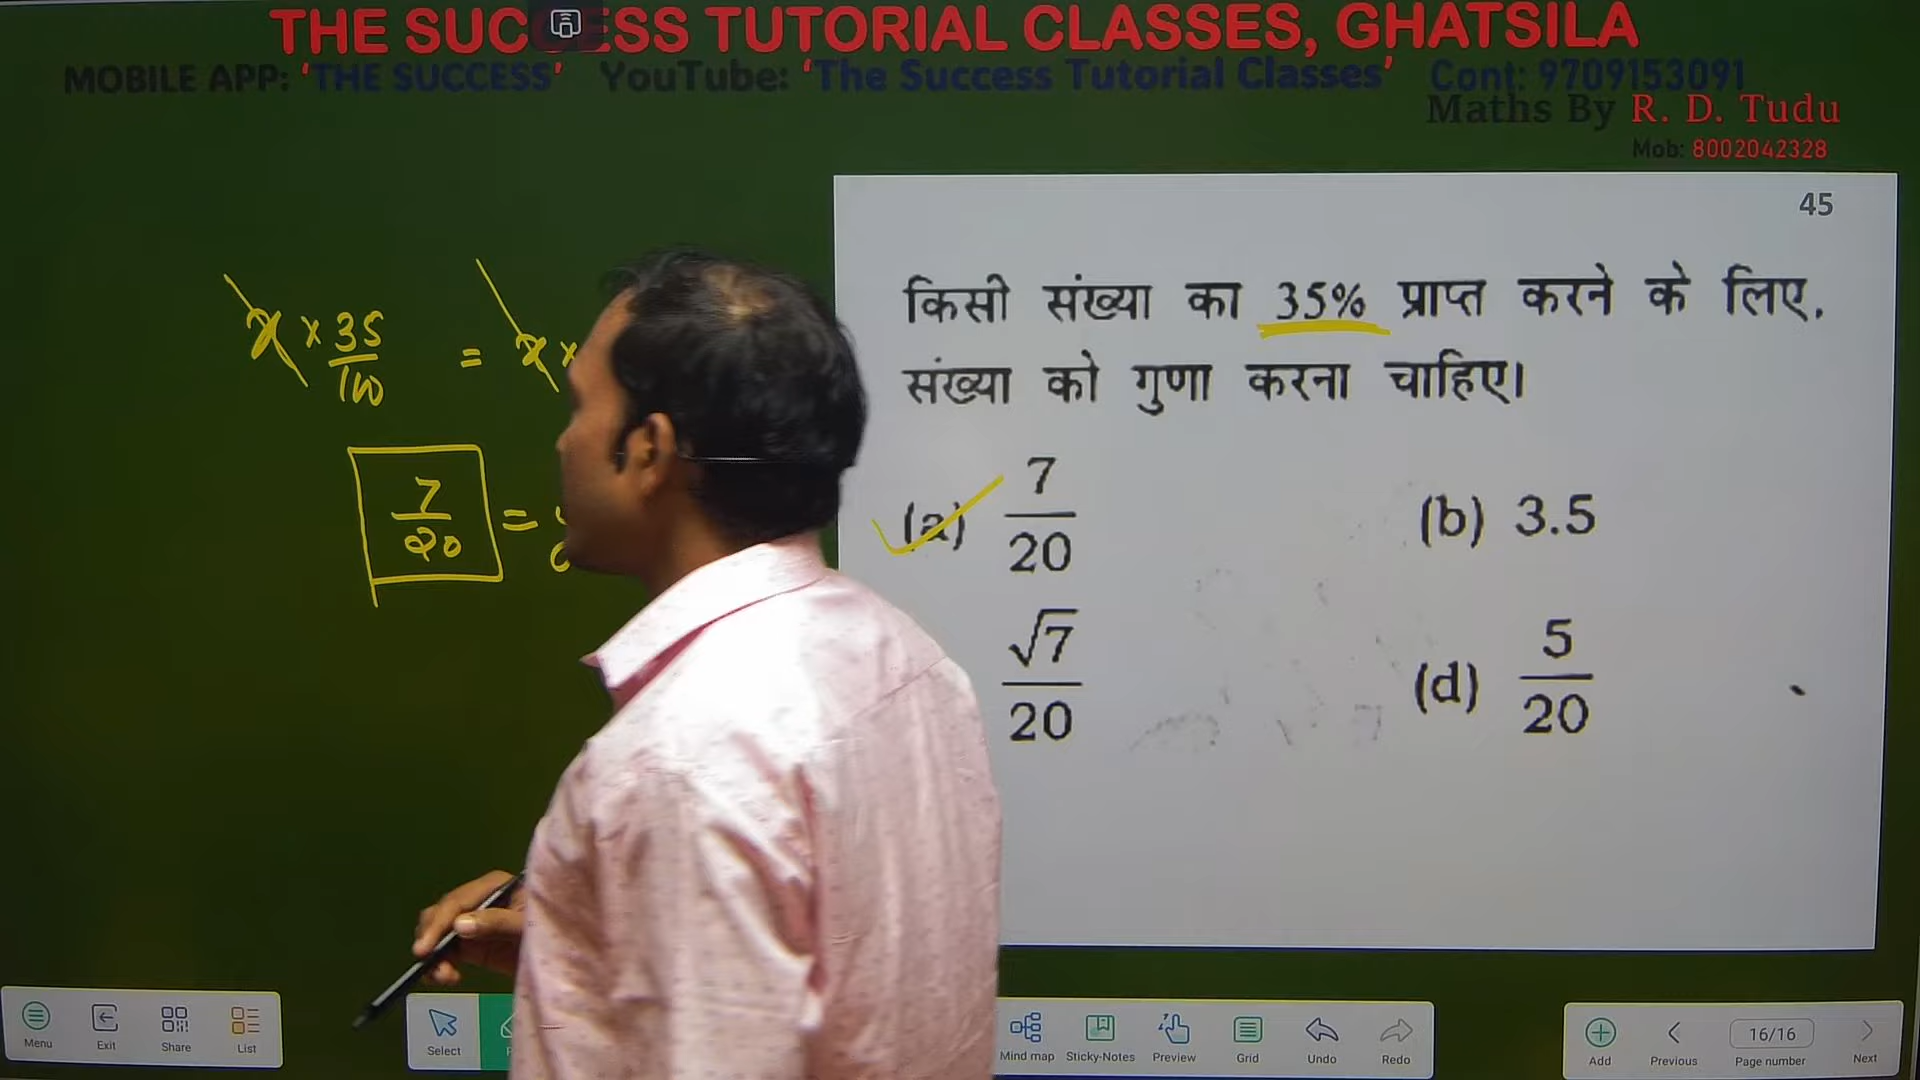 THE SUCCESS TUTORIAL CLASSES, GHATSILA
MOBILE APP: 'THE SUCCESS' YouTube: 'The Success Tutorial Classes' Cont: 9709153091
Maths By R. D. Tudu
Mob: 8002042328
45
किसी संख्या का 35% प्राप्त करने के लिए,
संख्या को गुणा करना चाहिए।
(a) 7/20
(b) 3.5
√7/20
(d) 5/20
x × 35/100 = x ×
7/20 =
Menu
Exit
Share
List
Select
Mind map
Sticky-Notes
Preview
Grid
Undo
Redo
Add
Previous
16/16
Page number
Next